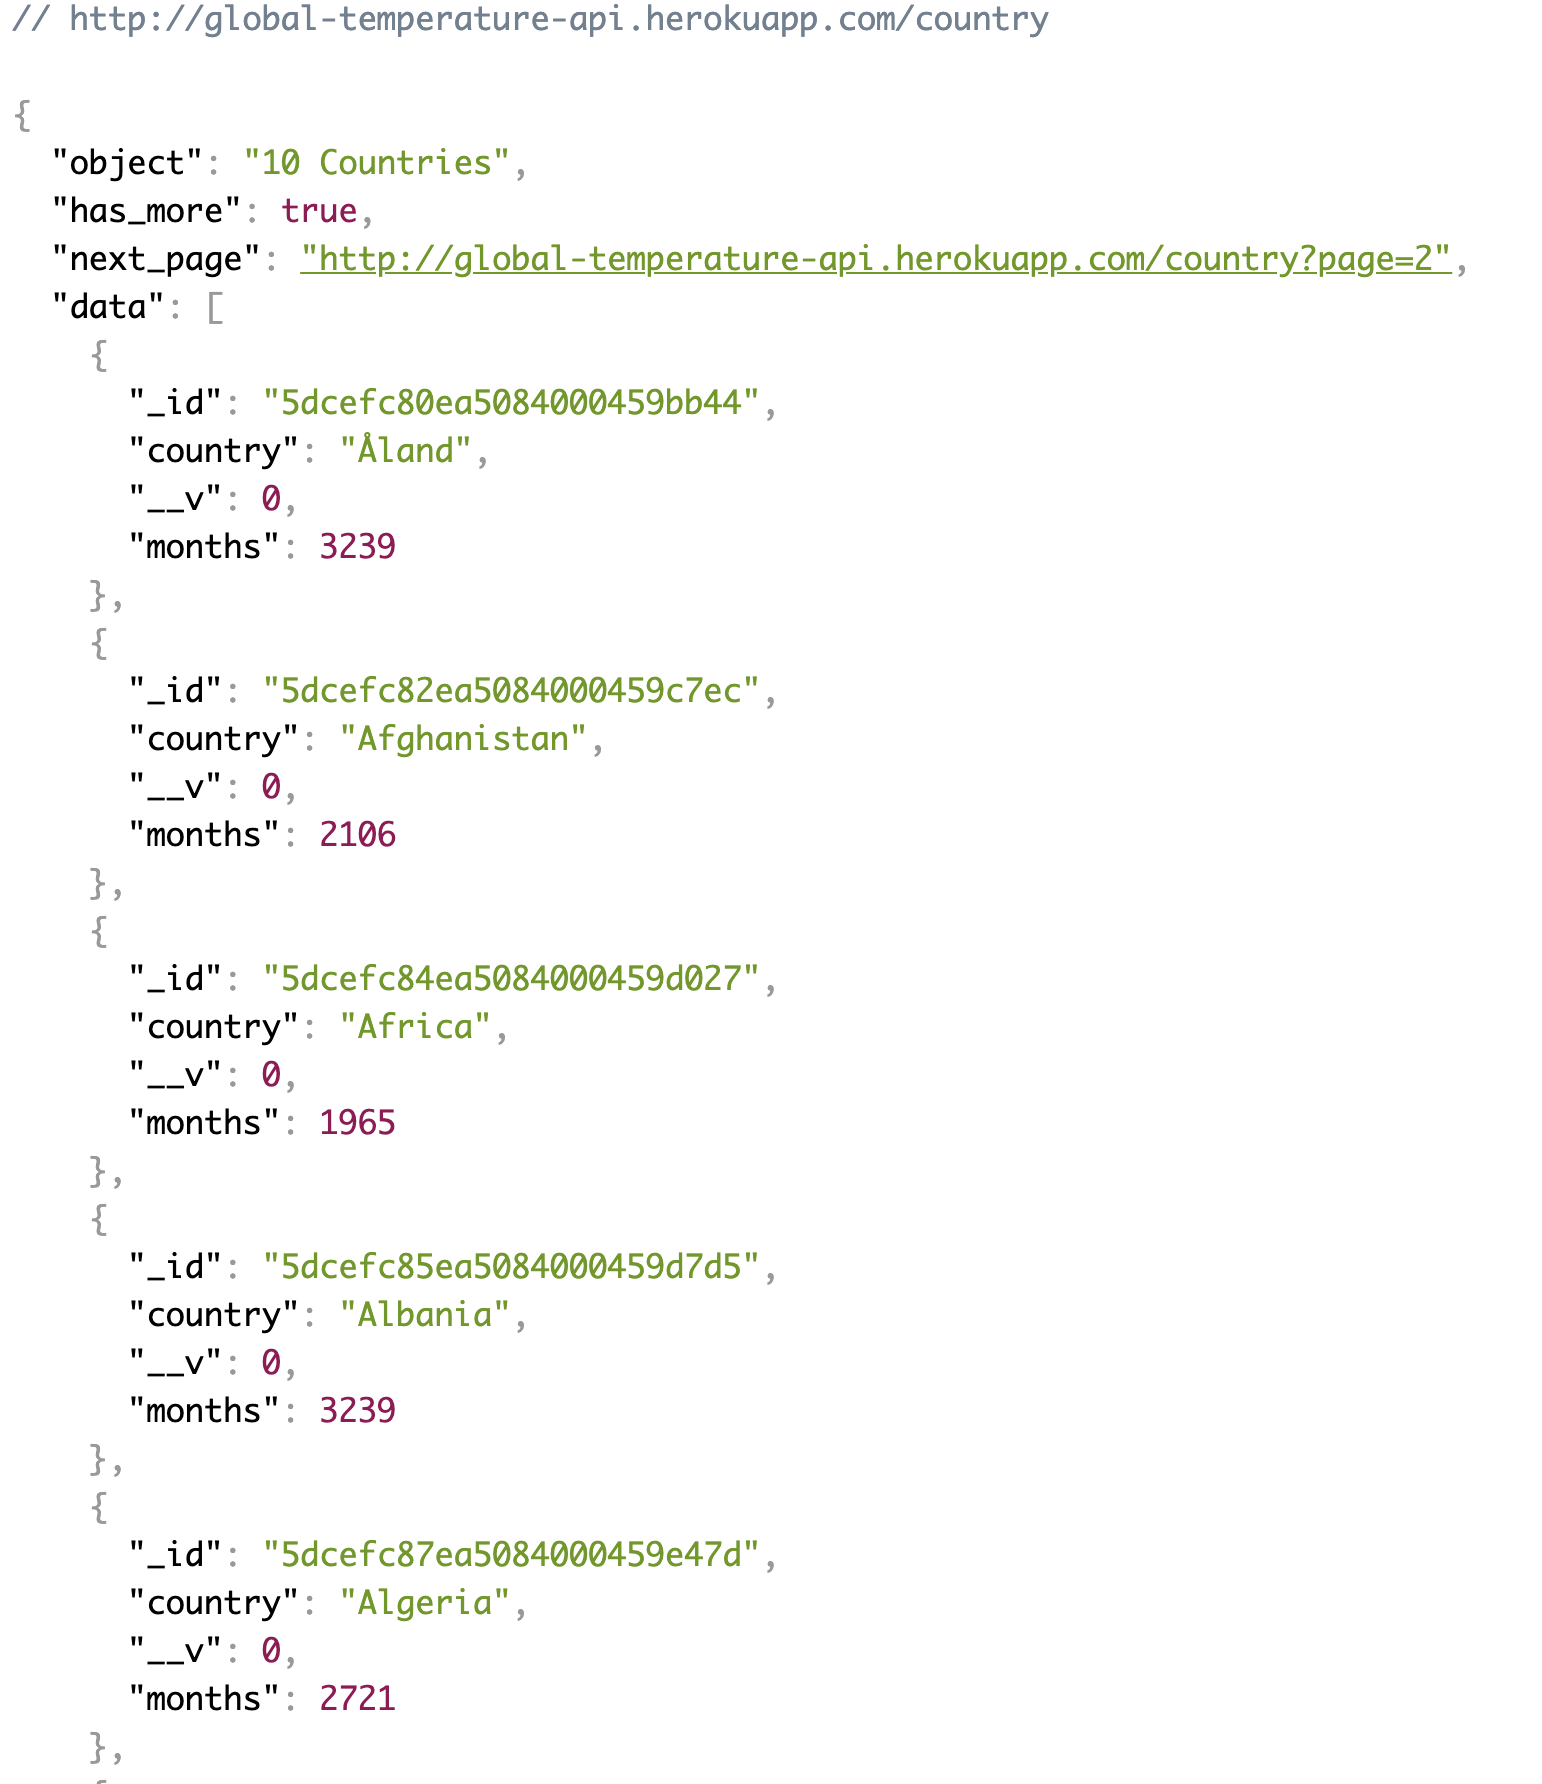 // http://global-temperature-api.herokuapp.com/country
{
"object": "10 Countries",
"has_more": true,
"next_page": "http://global-temperature-api.herokuapp.com/country?page=2",
"data": [
{
"_id": "5dcefc80ea5084000459bb44",
"country": "Åland",
"__v": 0,
"months": 3239
},
{
"_id": "5dcefc82ea5084000459c7ec",
"country": "Afghanistan",
"__v": 0,
"months": 2106
},
{
"_id": "5dcefc84ea5084000459d027",
"country": "Africa",
"__v": 0,
"months": 1965
},
{
"_id": "5dcefc85ea5084000459d7d5",
"country": "Albania",
"__v": 0,
"months": 3239
},
{
"_id": "5dcefc87ea5084000459e47d",
"country": "Algeria",
"__v": 0,
"months": 2721
},
{